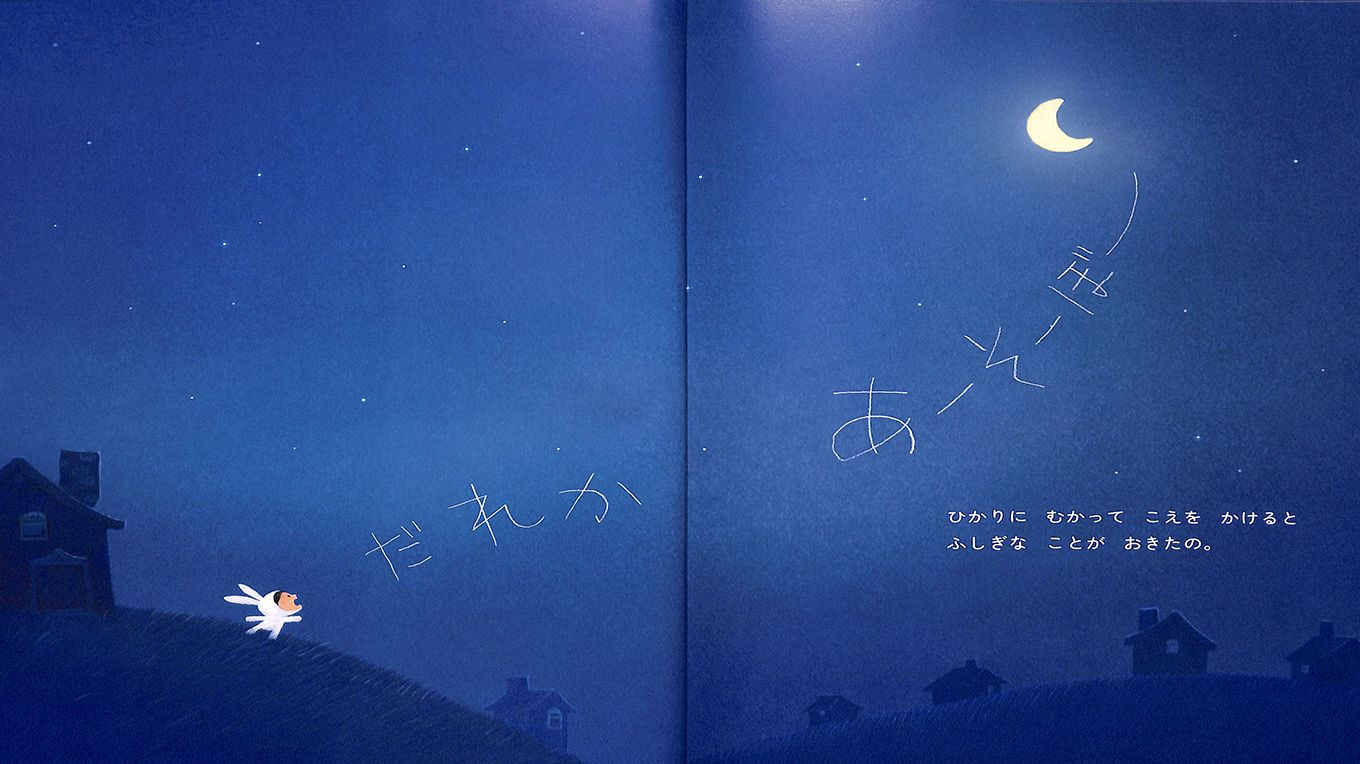 だれか
あーそーぼー
ひかりに むかって こえを かけると
ふしぎな ことが おきたの。